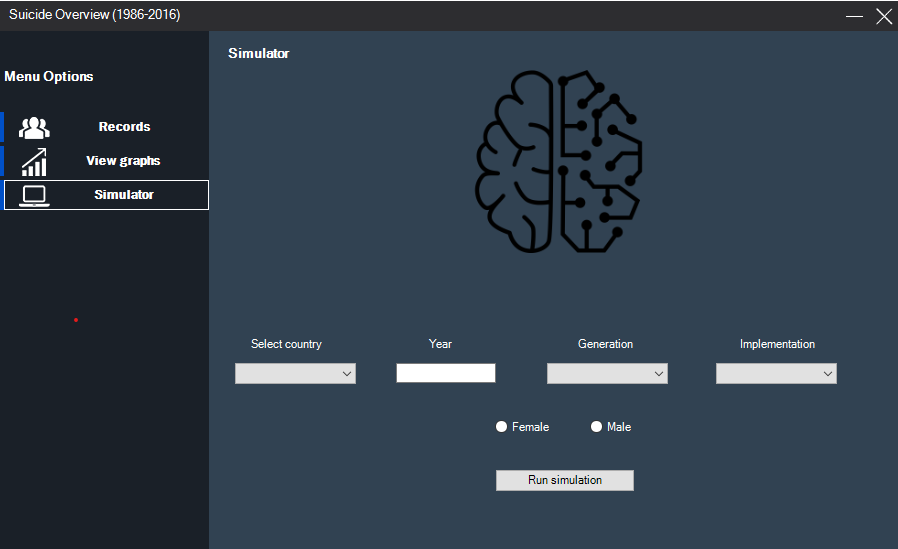 Suicide Overview (1986-2016)
Simulator
Menu Options
Records
View graphs
Simulator
Select country Year Generation Implementation
Female Male
Run simulation